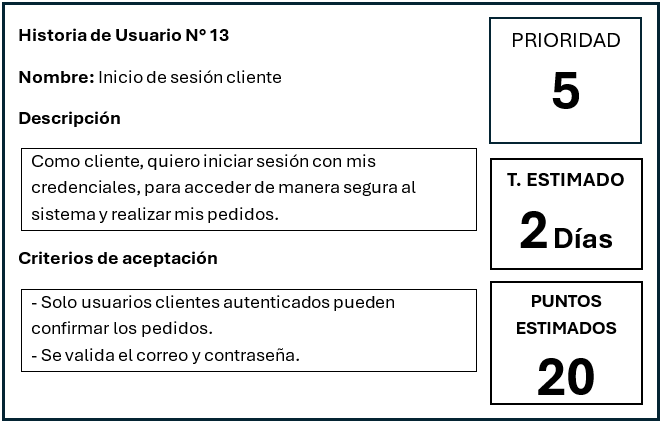 Historia de Usuario N° 13
Nombre: Inicio de sesión cliente
Descripción
Como cliente, quiero iniciar sesión con mis
credenciales, para acceder de manera segura al
sistema y realizar mis pedidos.
Criterios de aceptación
- Solo usuarios clientes autenticados pueden
confirmar los pedidos.
- Se valida el correo y contraseña.
PRIORIDAD
5
T. ESTIMADO
2 Días
PUNTOS
ESTIMADOS
20